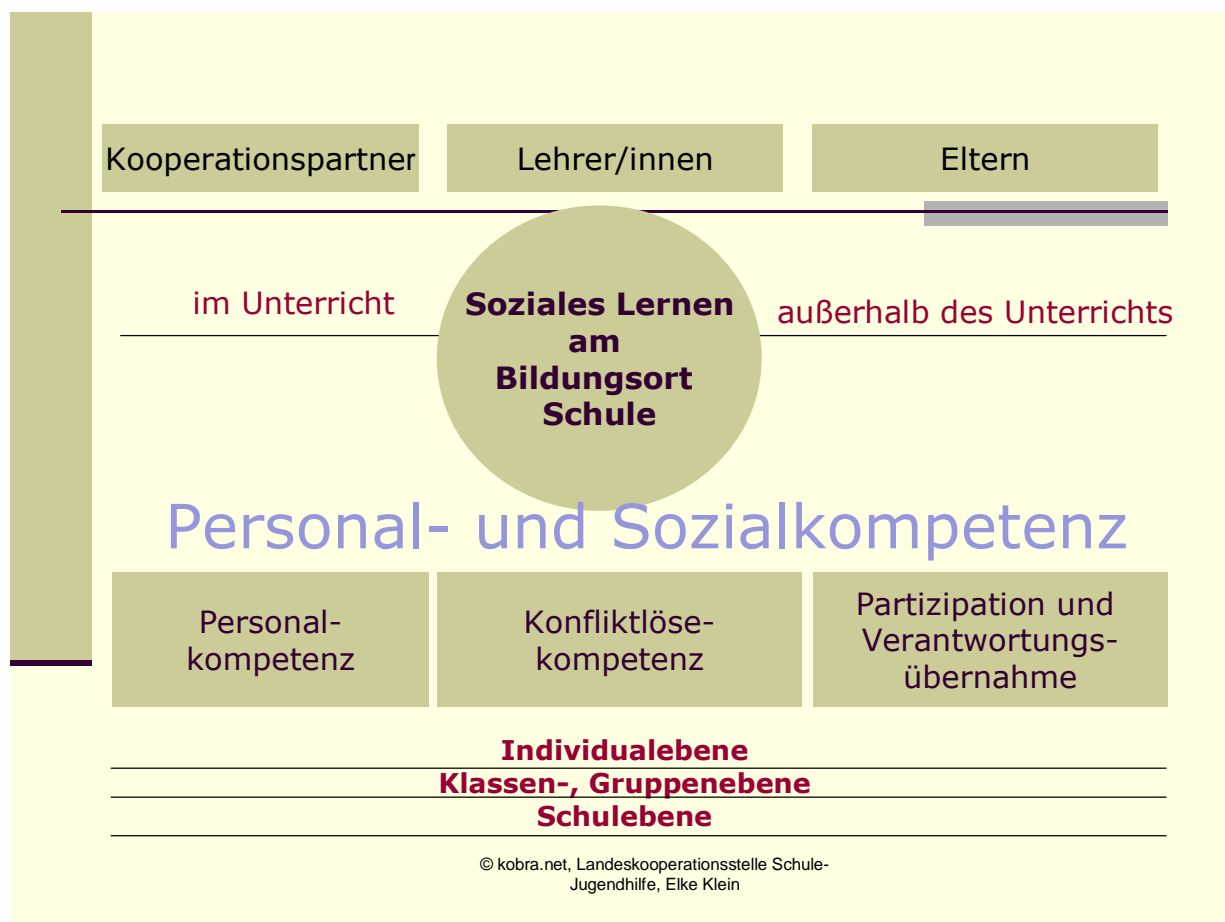 Kooperationspartner
Lehrer/innen
Eltern
im Unterricht
Soziales Lernen
am
Bildungsort
Schule
außerhalb des Unterrichts
Personal- und Sozialkompetenz
Personal-
kompetenz
Konfliktlöse-
kompetenz
Partizipation und
Verantwortungs-
übernahme
Individualebene
Klassen-, Gruppenebene
Schulebene
© kobra.net, Landeskooperationsstelle Schule-
Jugendhilfe, Elke Klein